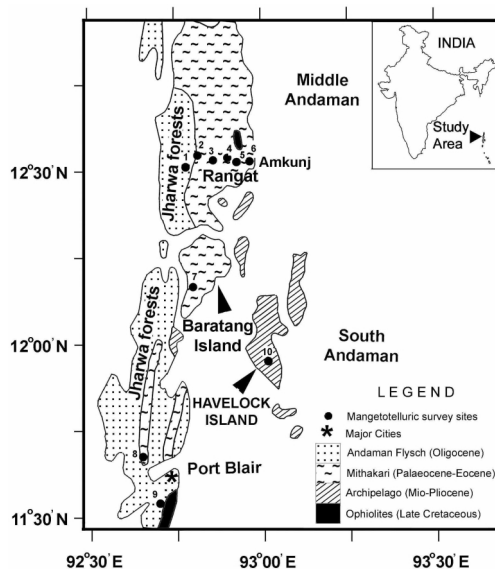 INDIA
Study
Area
Middle
Andaman
Jharwa forests
1
2
3
4
5
6
Amkunj
Rangat
12°30' N
7
Baratang
Island
Jharwa forests
12°00' N
10
South
Andaman
HAVELOCK
ISLAND
LEGEND
Mangetotelluric survey sites
Major Cities
Andaman Flysch (Oligocene)
Mithakari (Palaeocene-Eocene)
Archipelago (Mio-Pliocene)
Ophiolites (Late Cretaceous)
8
Port Blair
9
11°30' N
92°30' E
93°00' E
93°30' E